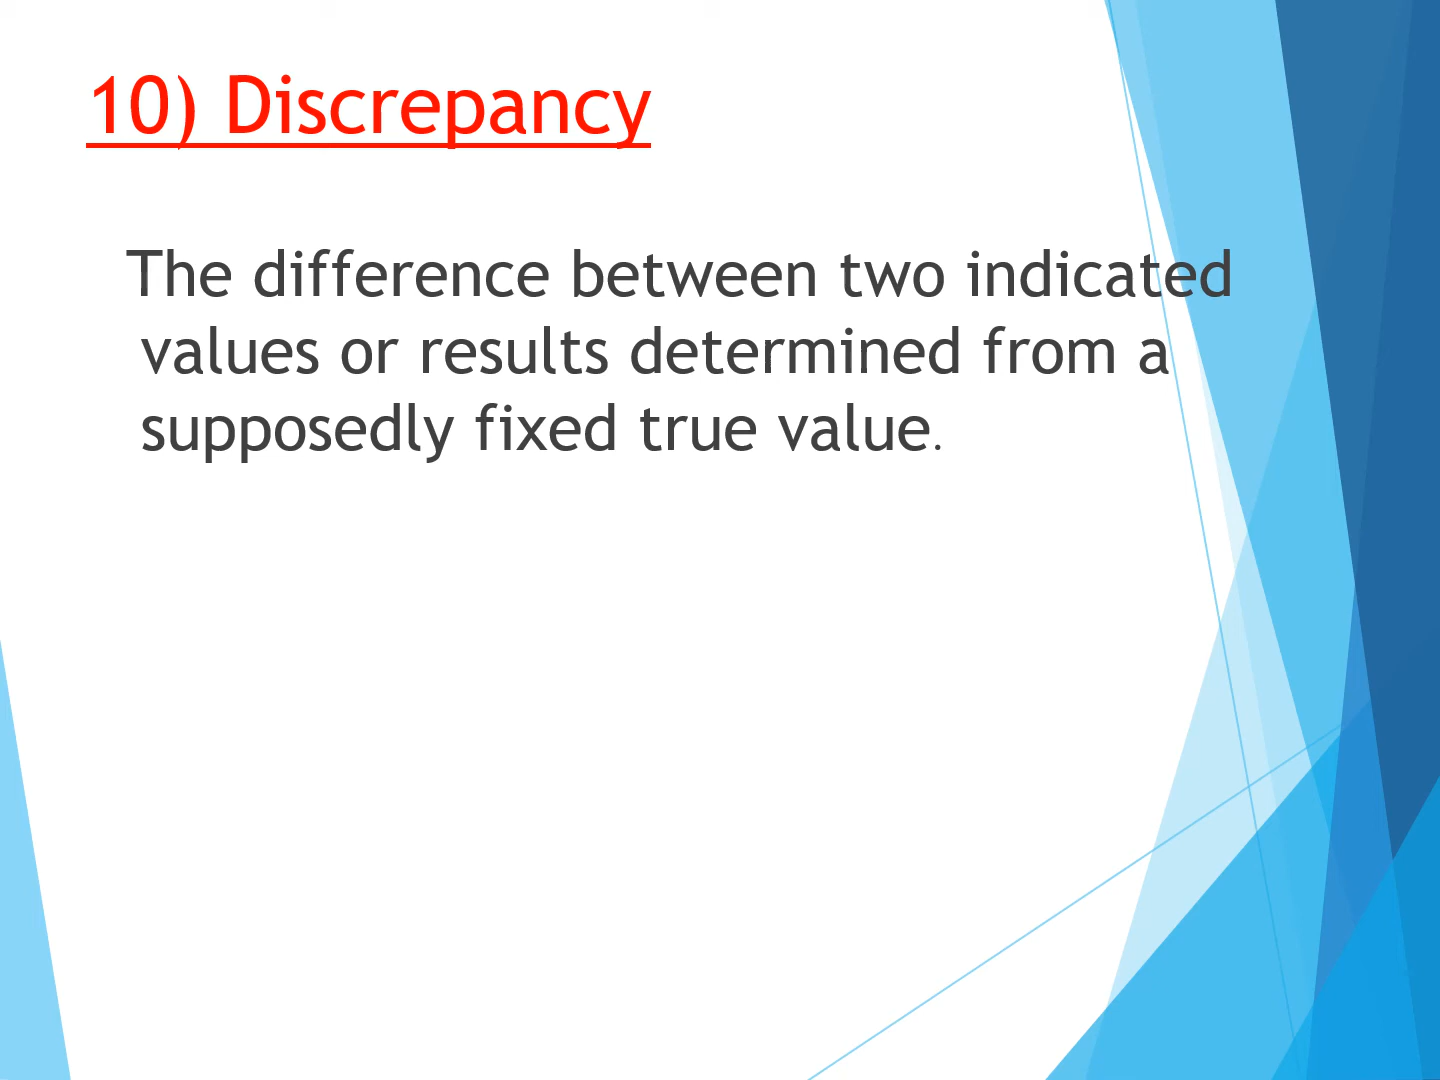 10) Discrepancy
The difference between two indicated
values or results determined from a
supposedly fixed true value.